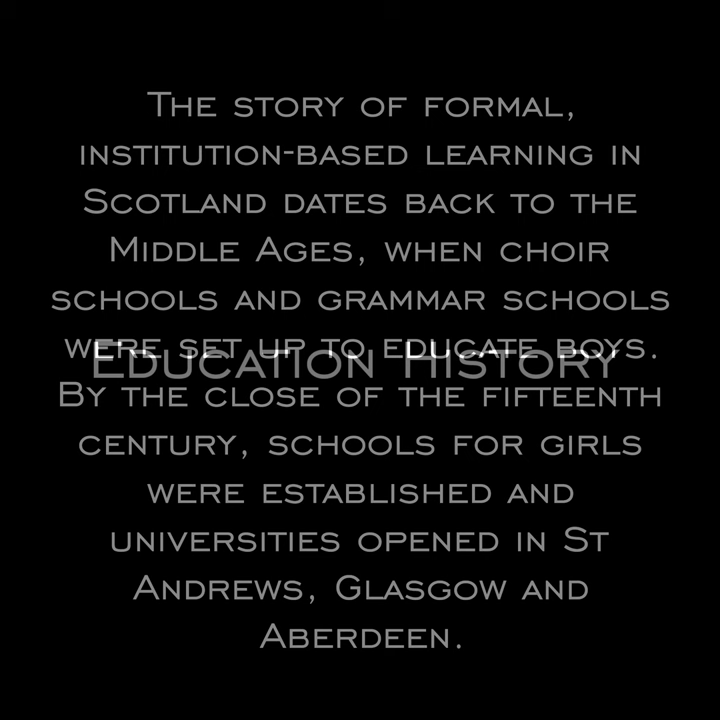 The story of formal,
institution-based learning in
Scotland dates back to the
Middle Ages, when choir
schools and grammar schools
were set up to educate boys.
Education History
By the close of the fifteenth
century, schools for girls
were established and
universities opened in St
Andrews, Glasgow and
Aberdeen.